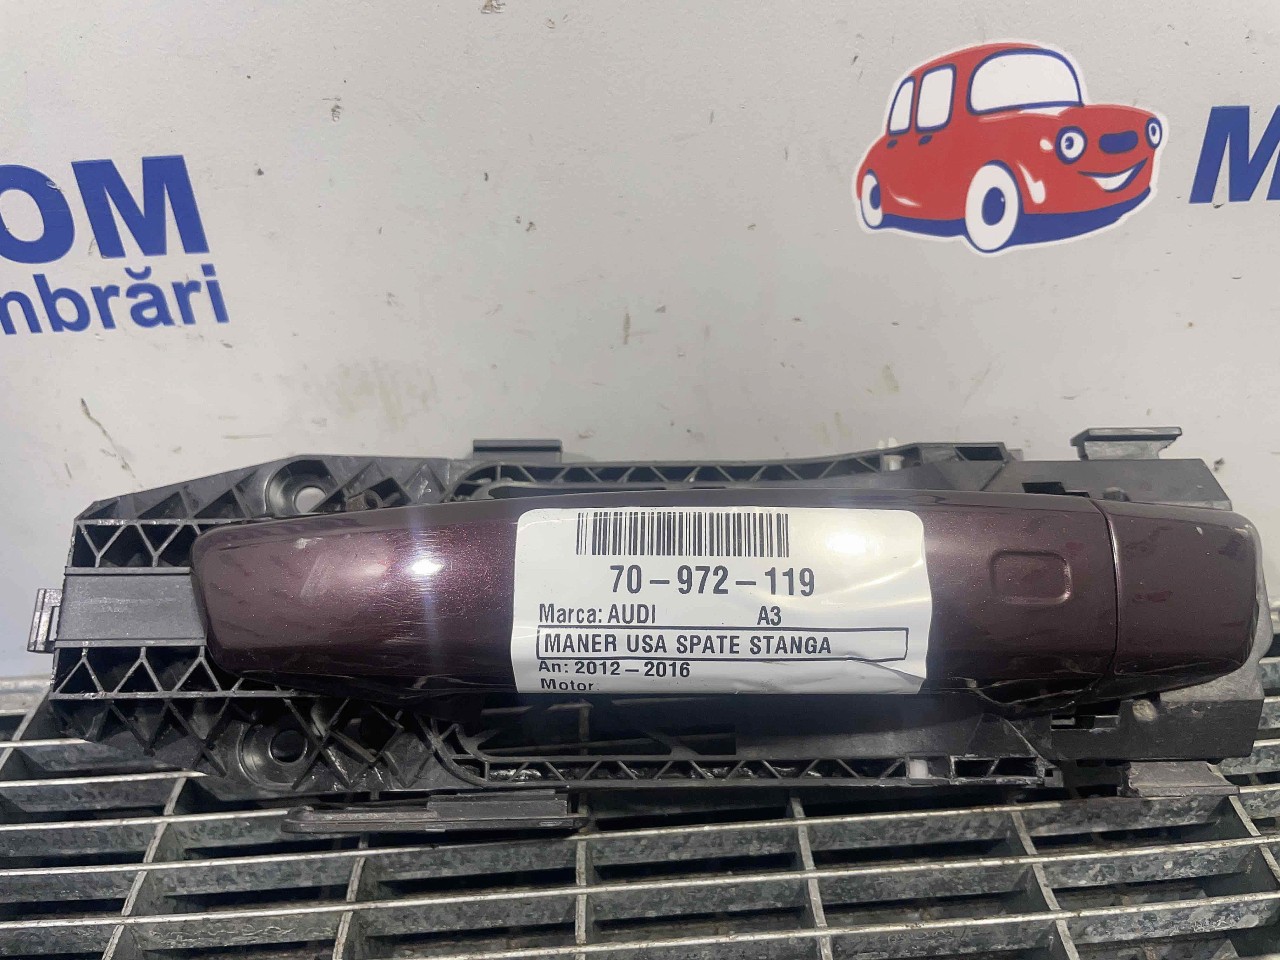 OM
mbrări
M
70-972-119
Marca: AUDI A3
MANER USA SPATE STANGA
An: 2012-2016
Motor